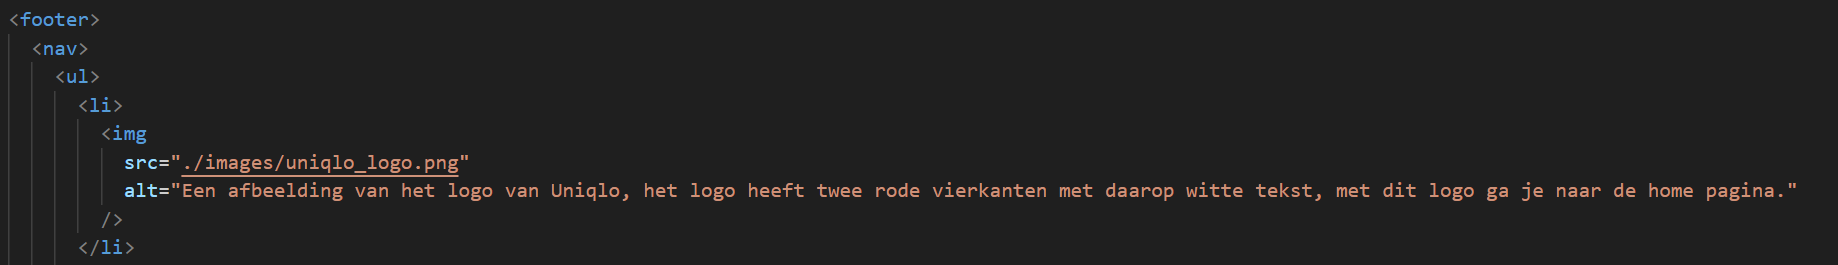 <footer>
<nav>
<ul>
<li>
<img
src="./images/uniqlo_logo.png"
alt="Een afbeelding van het logo van Uniqlo, het logo heeft twee rode vierkanten met daarop witte tekst, met dit logo ga je naar de home pagina."
/>
</li>